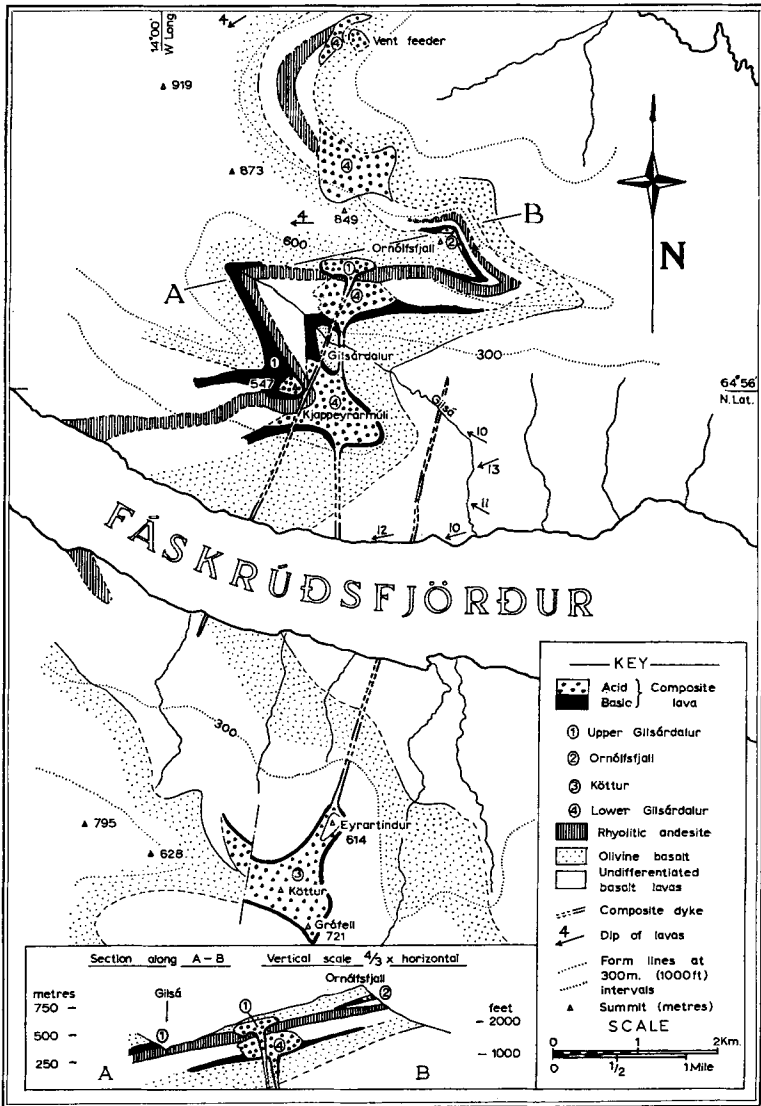 14°00'
W Long
4
Vent feeder
4
919
873
4
4
849
B
600
Ornólfsfjall
2
N
A
1
4
300
Gilsárdalur
1
547
Gilsá
64°56'
N. Lat.
4
Kjappeyrarmúli
10
13
11
12
10
FÁSKRÚÐSFJÖRÐUR
300
795
628
Eyrartindur
614
3
Köttur
Gráfell
721
KEY
Acid
Basic
Composite
lava
1 Upper Gilsárdalur
2 Ornólfsfjall
3 Köttur
4 Lower Gilsárdalur
Rhyolitic andesite
Olivine basalt
Undifferentiated
basalt lavas
Composite dyke
4 Dip of lavas
Form lines at
300m. (1000ft)
intervals
Summit (metres)
SCALE
0 1 2Km.
0 1/2 1 Mile
Section along A – B Vertical scale 4/3 x horizontal
Ornólfsfjall
metres
Gilsá
1
2
feet
750
2000
1
500
4
250
1000
A
B